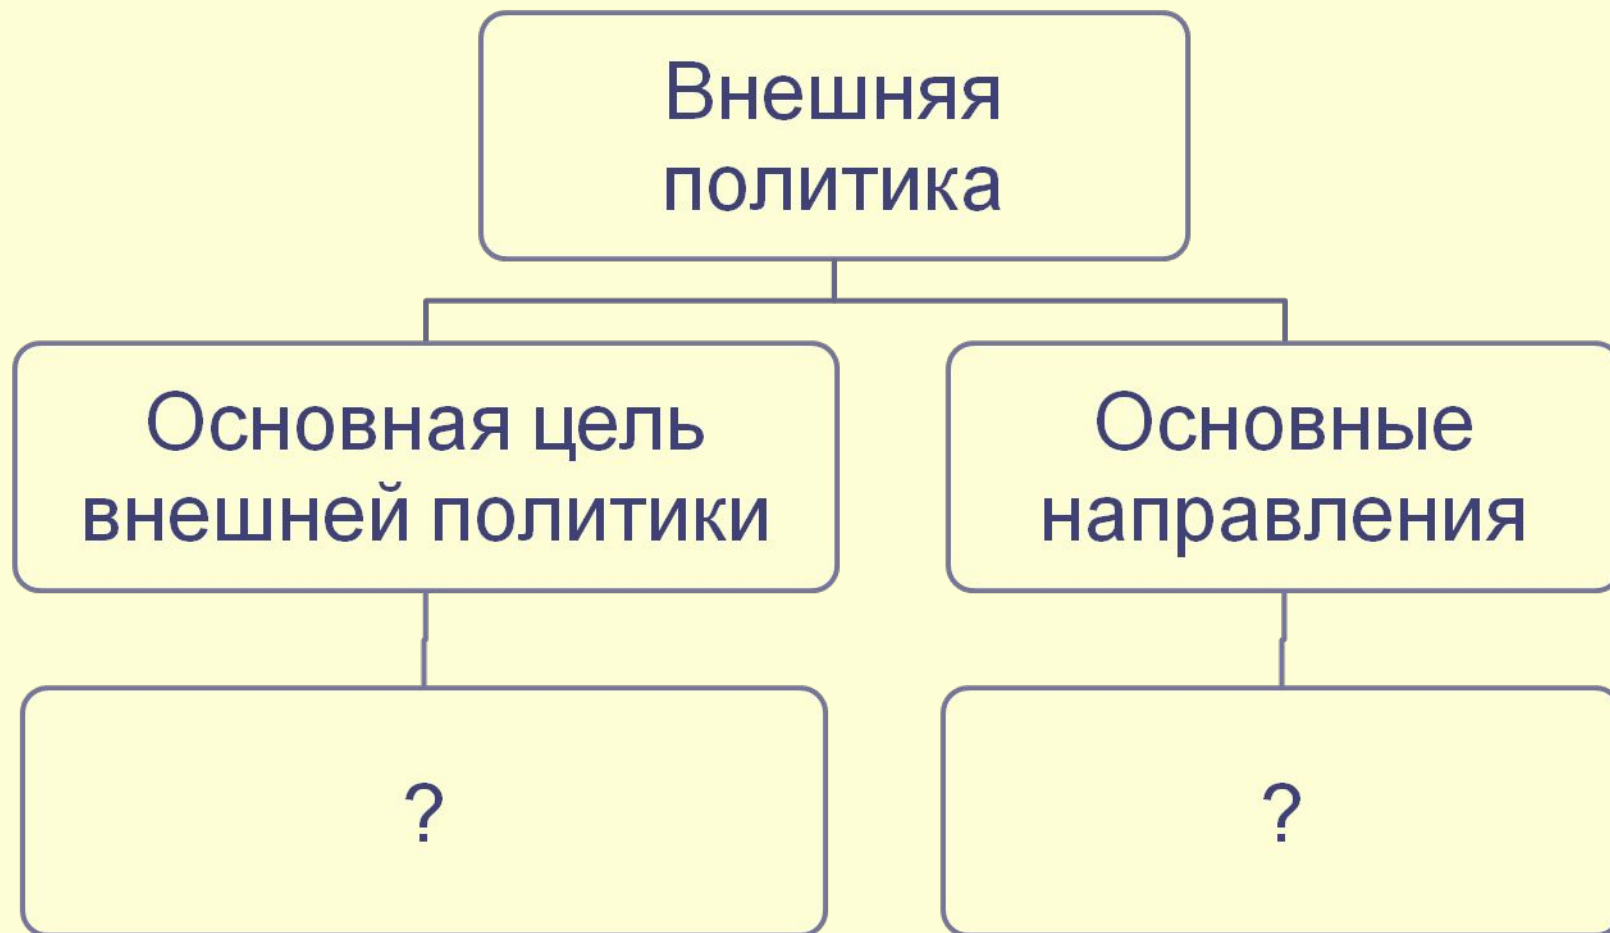 Внешняя
политика
Основная цель
внешней политики
Основные
направления
?
?